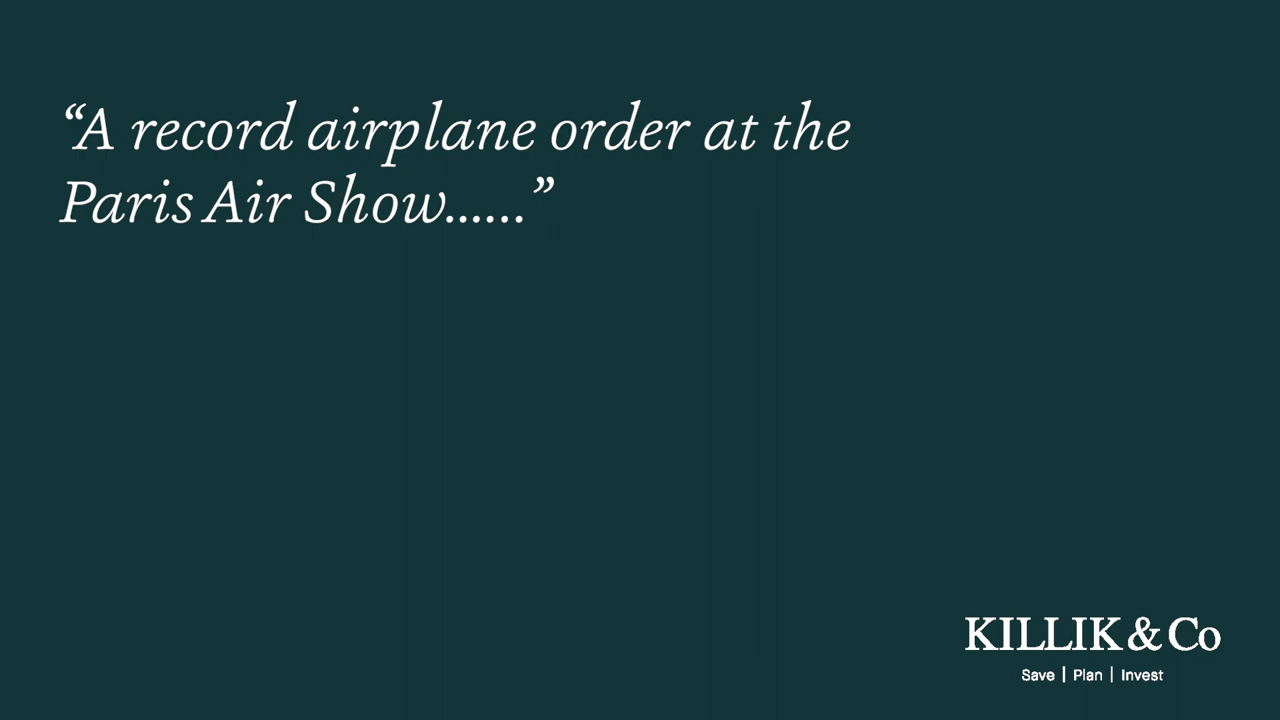 “A record airplane order at the
Paris Air Show......”
KILLIK & Co
Save | Plan | Invest